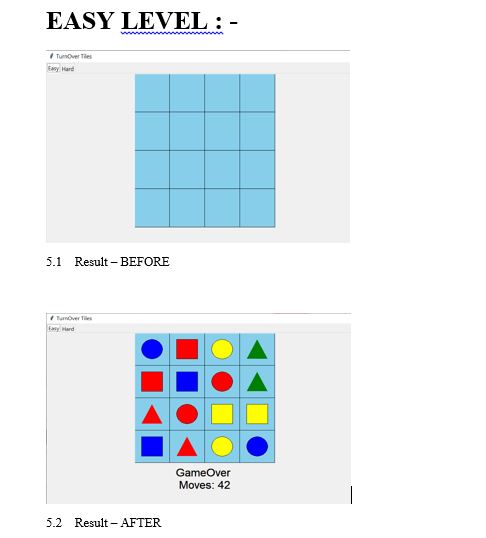 EASY LEVEL : -
TurnOver Tiles
Easy Hard
5.1 Result – BEFORE
TurnOver Tiles
Easy Hard
GameOver
Moves: 42
5.2 Result – AFTER